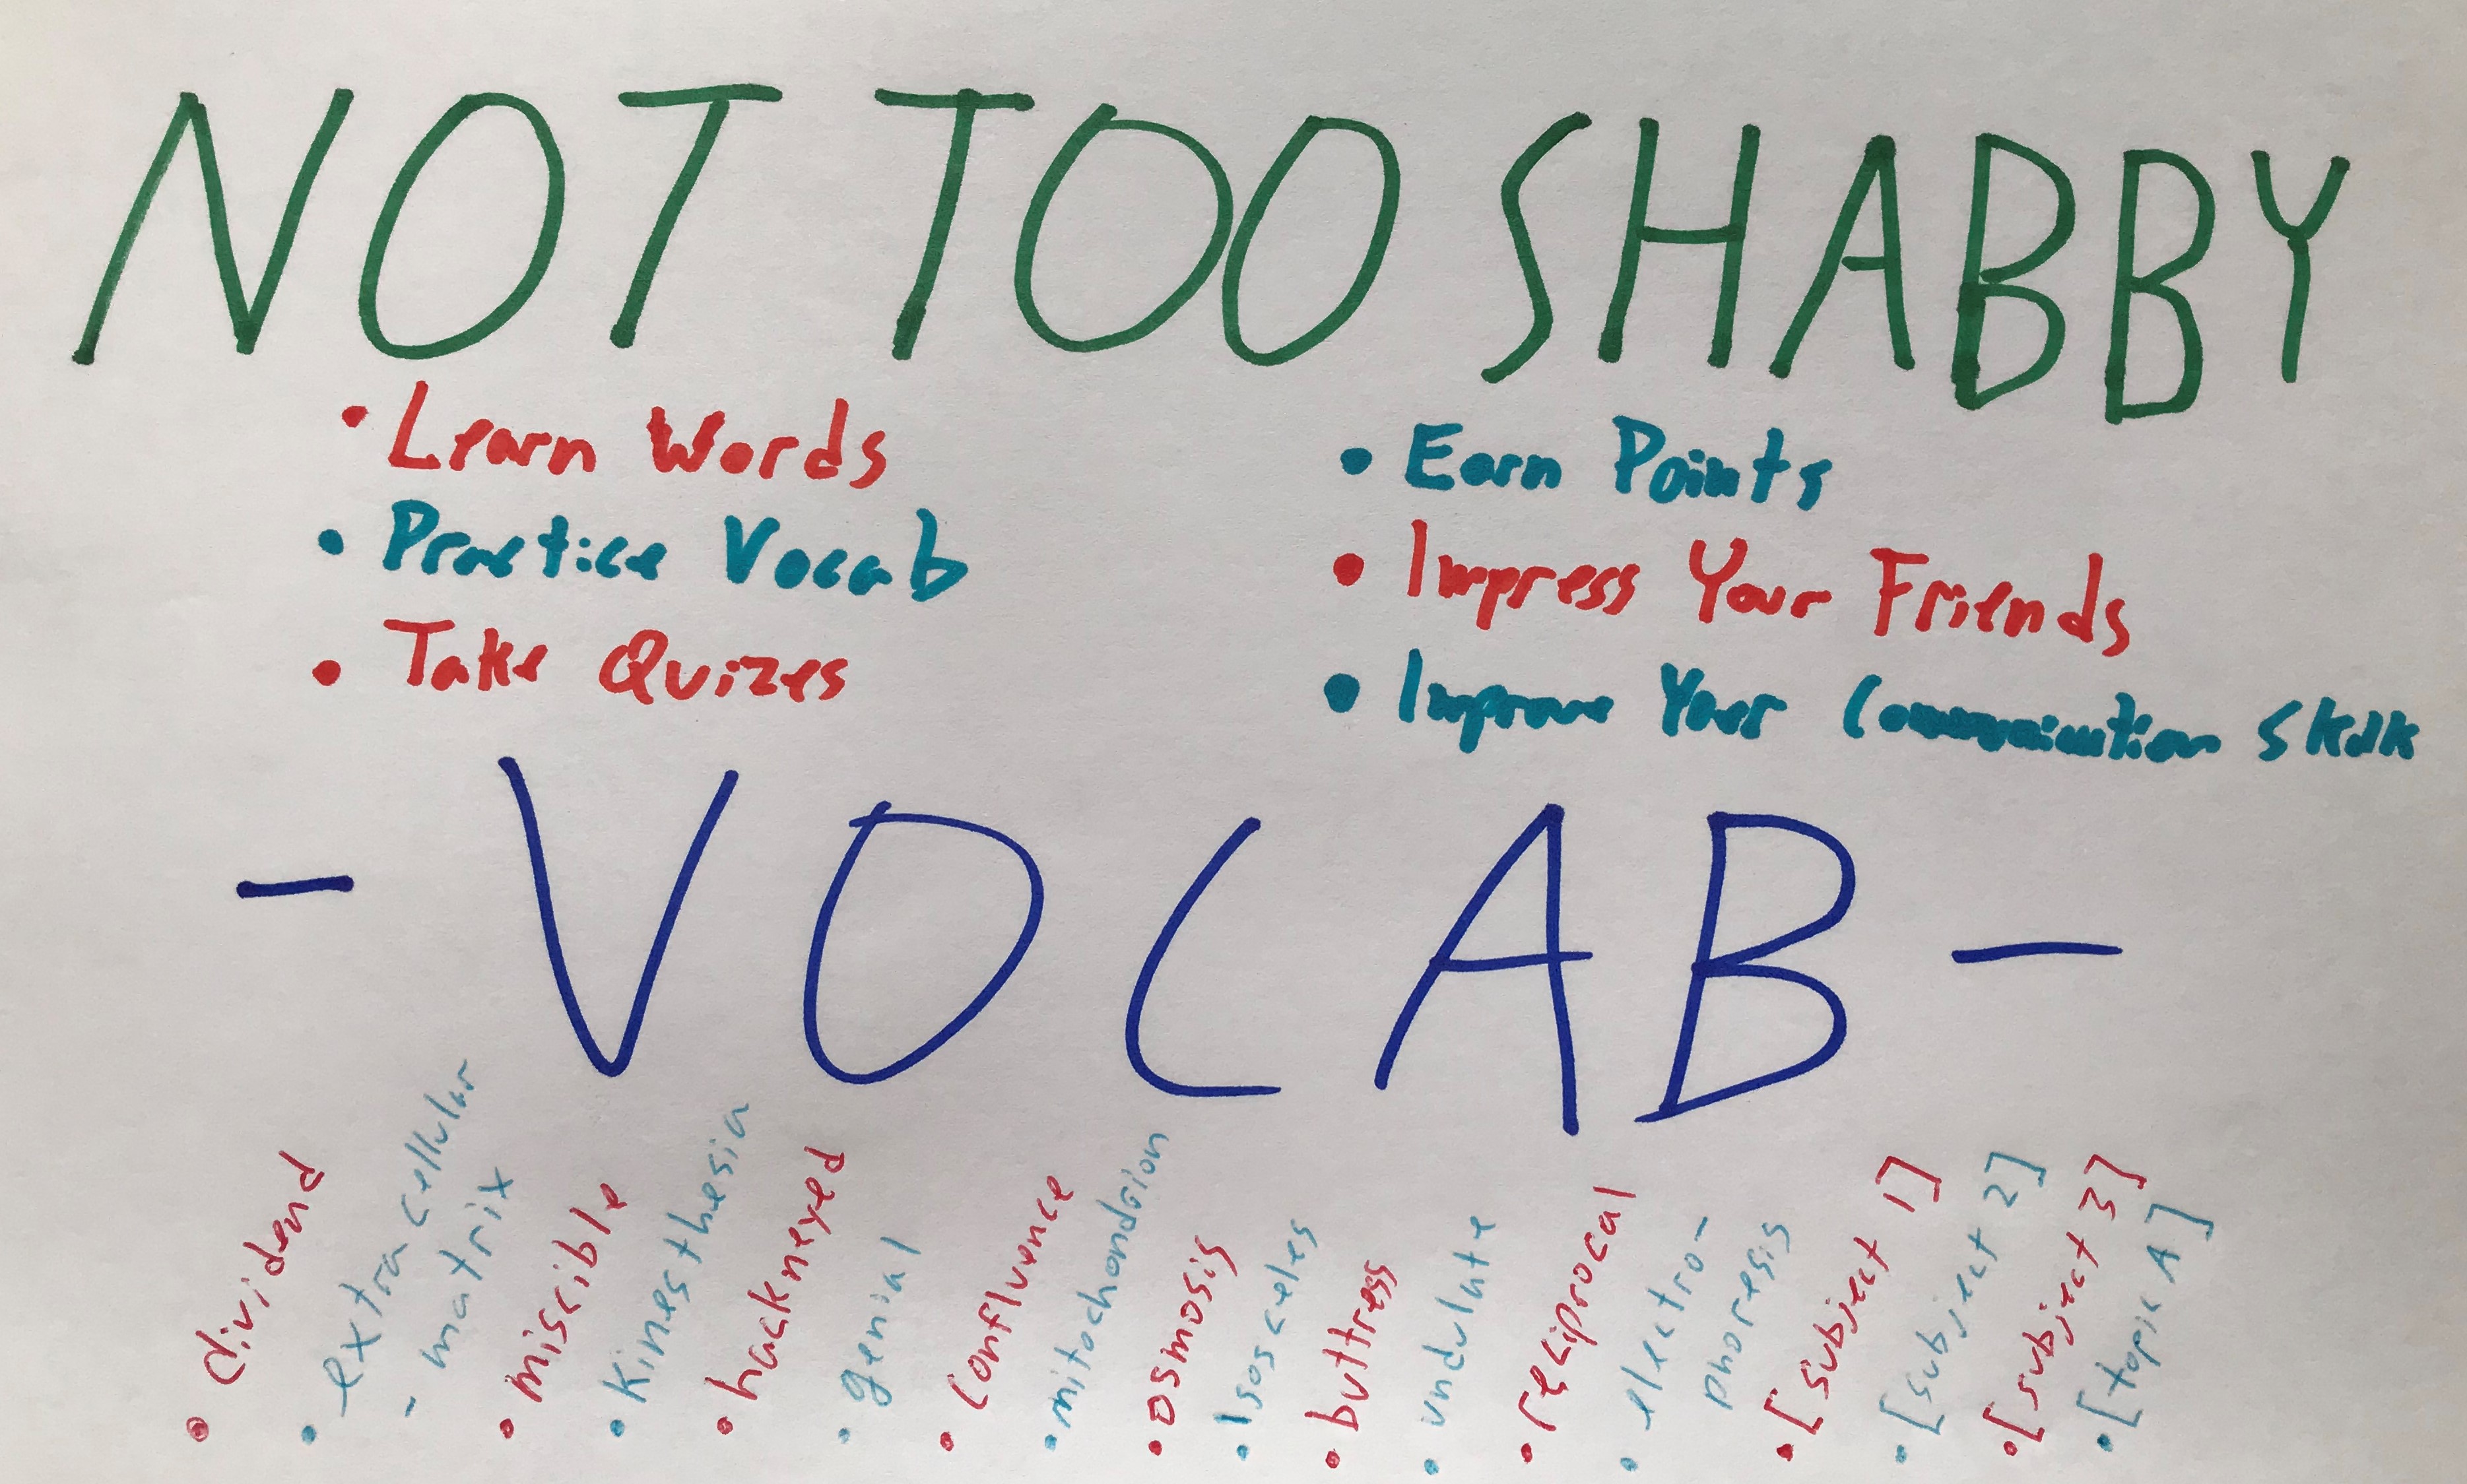 NOT TOO SHABBY
• Learn Words
• Practice Vocab
• Take Quizes
• Earn Points
• Impress Your Friends
• Improve Your Communication Skills
- VOCAB -
• dividend
• extracellular
- matrix
• miscible
• kinesthesia
• hackneyed
• genial
• confluence
• mitochondrion
• osmosis
• Isosceles
• buttress
• undulate
• reciprocal
• electro-
phoresis
• [subject 1]
• [subject 2]
• [subject 3]
• [topic A]